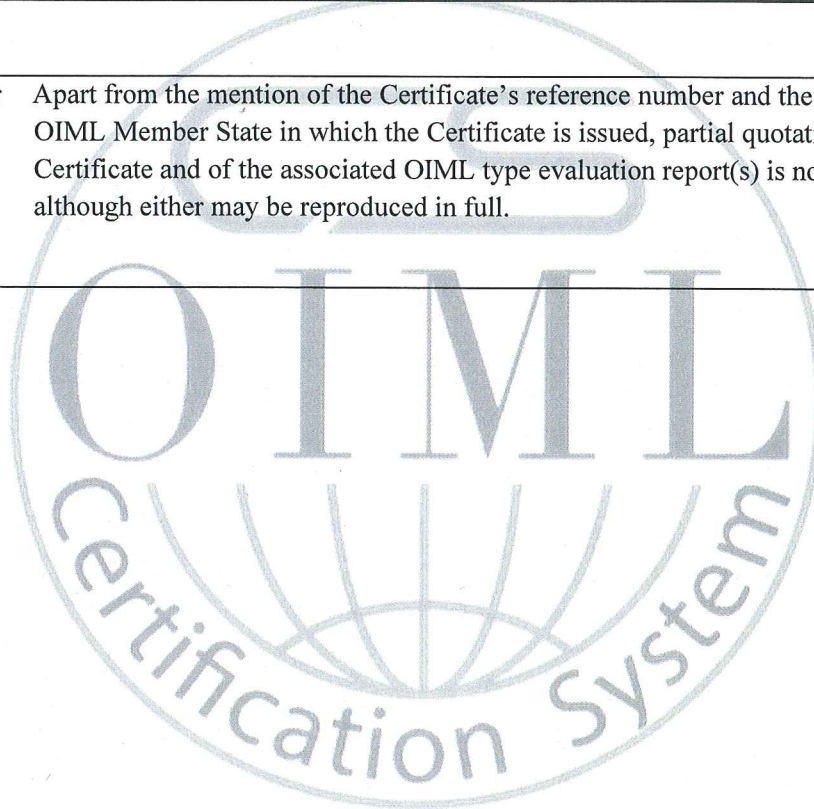 Apart from the mention of the Certificate's reference number and the
OIML Member State in which the Certificate is issued, partial
Certificate and of the associated OIML type evaluation report(s) is
although either may be reproduced in full.
CS
OIML
Certification System